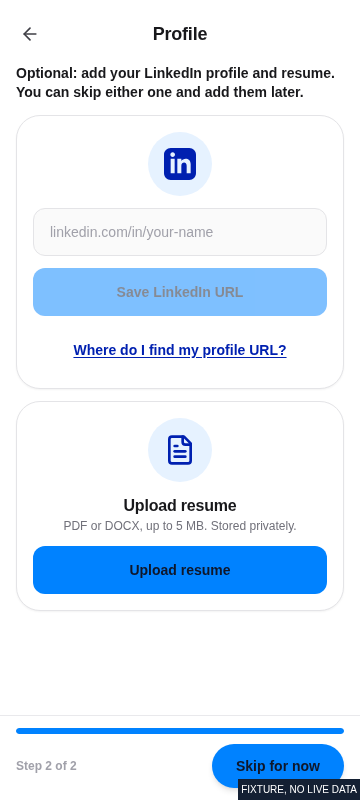 Profile
Optional: add your LinkedIn profile and resume.
You can skip either one and add them later.
in
linkedin.com/in/your-name
Save LinkedIn URL
Where do I find my profile URL?
Upload resume
PDF or DOCX, up to 5 MB. Stored privately.
Upload resume
Step 2 of 2
Skip for now
FIXTURE, NO LIVE DATA